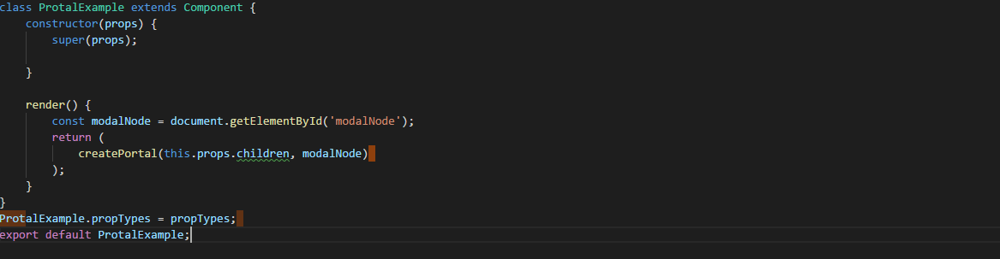 class ProtalExample extends Component {
constructor(props) {
super(props);
}
render() {
const modalNode = document.getElementById('modalNode');
return (
createPortal(this.props.children, modalNode)
);
}
}
ProtalExample.propTypes = propTypes;
export default ProtalExample;